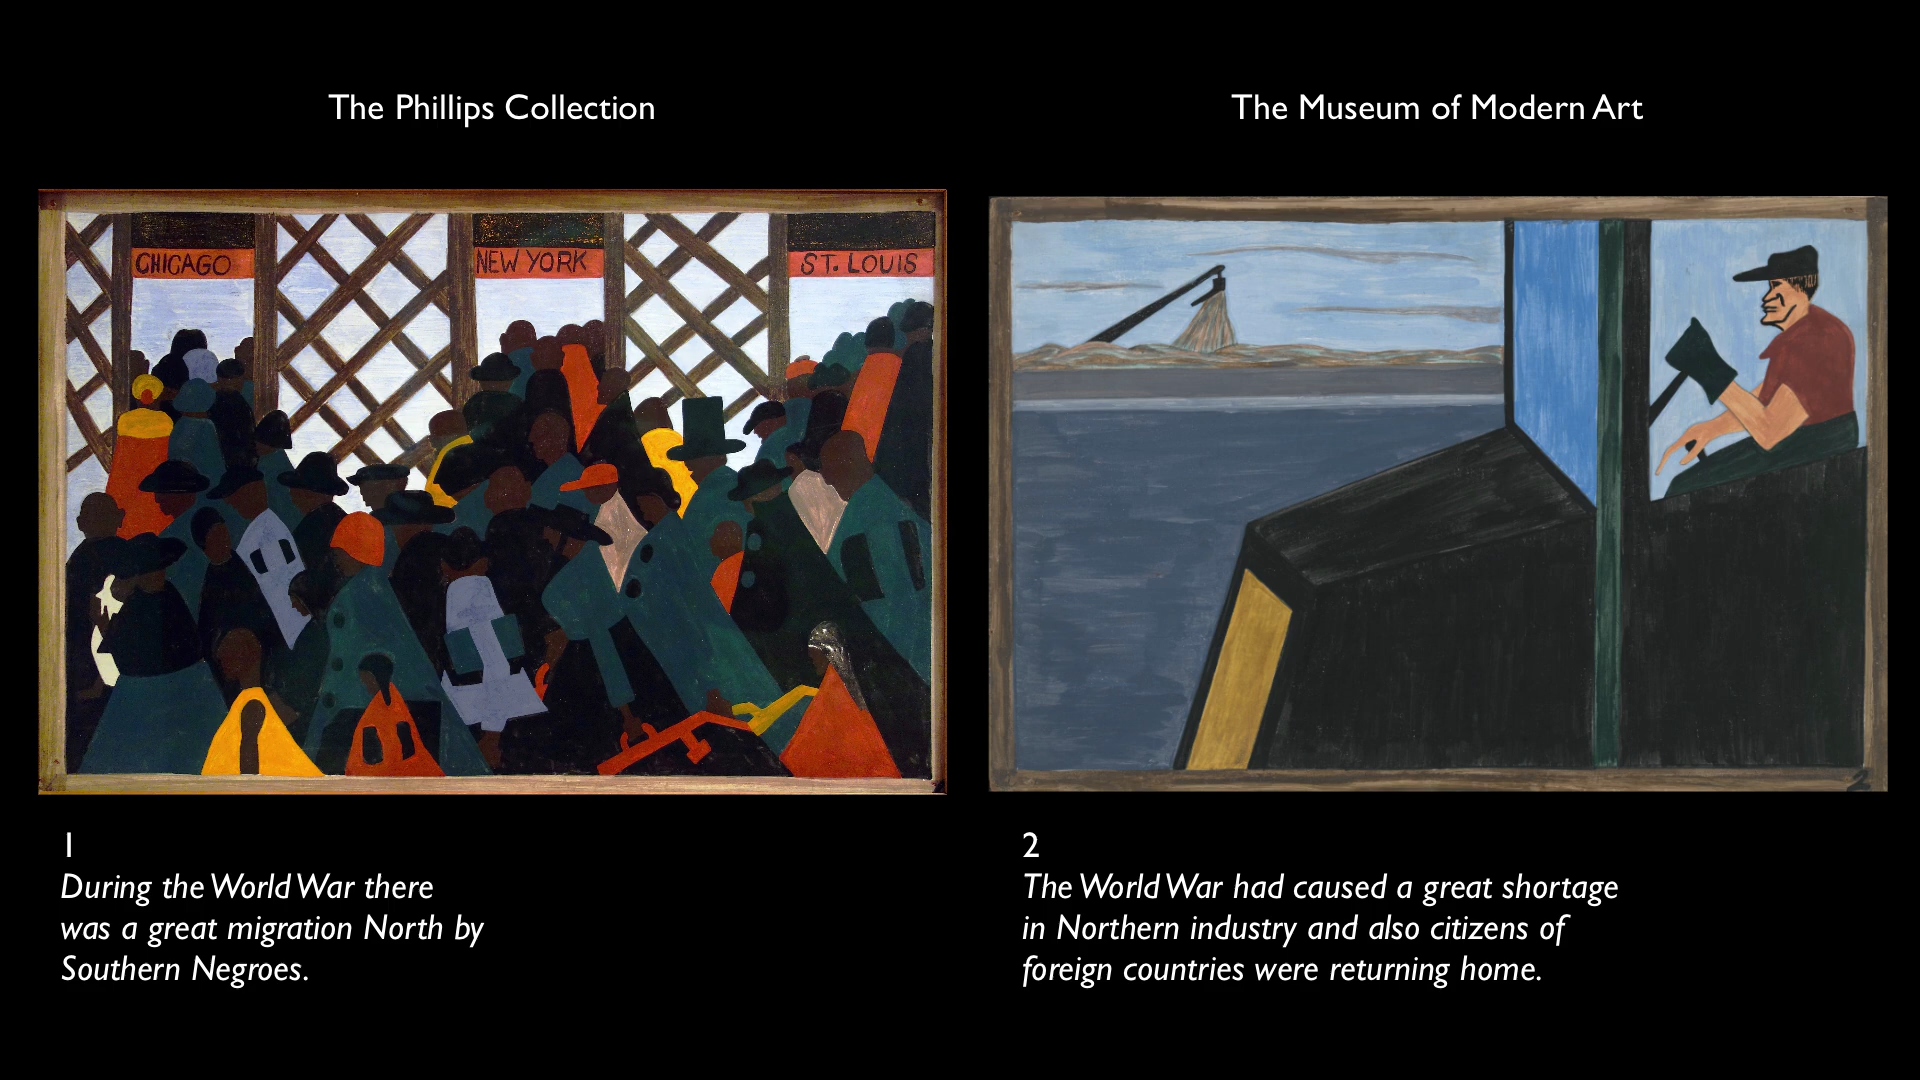 The Phillips Collection
The Museum of Modern Art
CHICAGO
NEW YORK
ST. LOUIS
1
During the World War there
was a great migration North by
Southern Negroes.
2
The World War had caused a great shortage
in Northern industry and also citizens of
foreign countries were returning home.